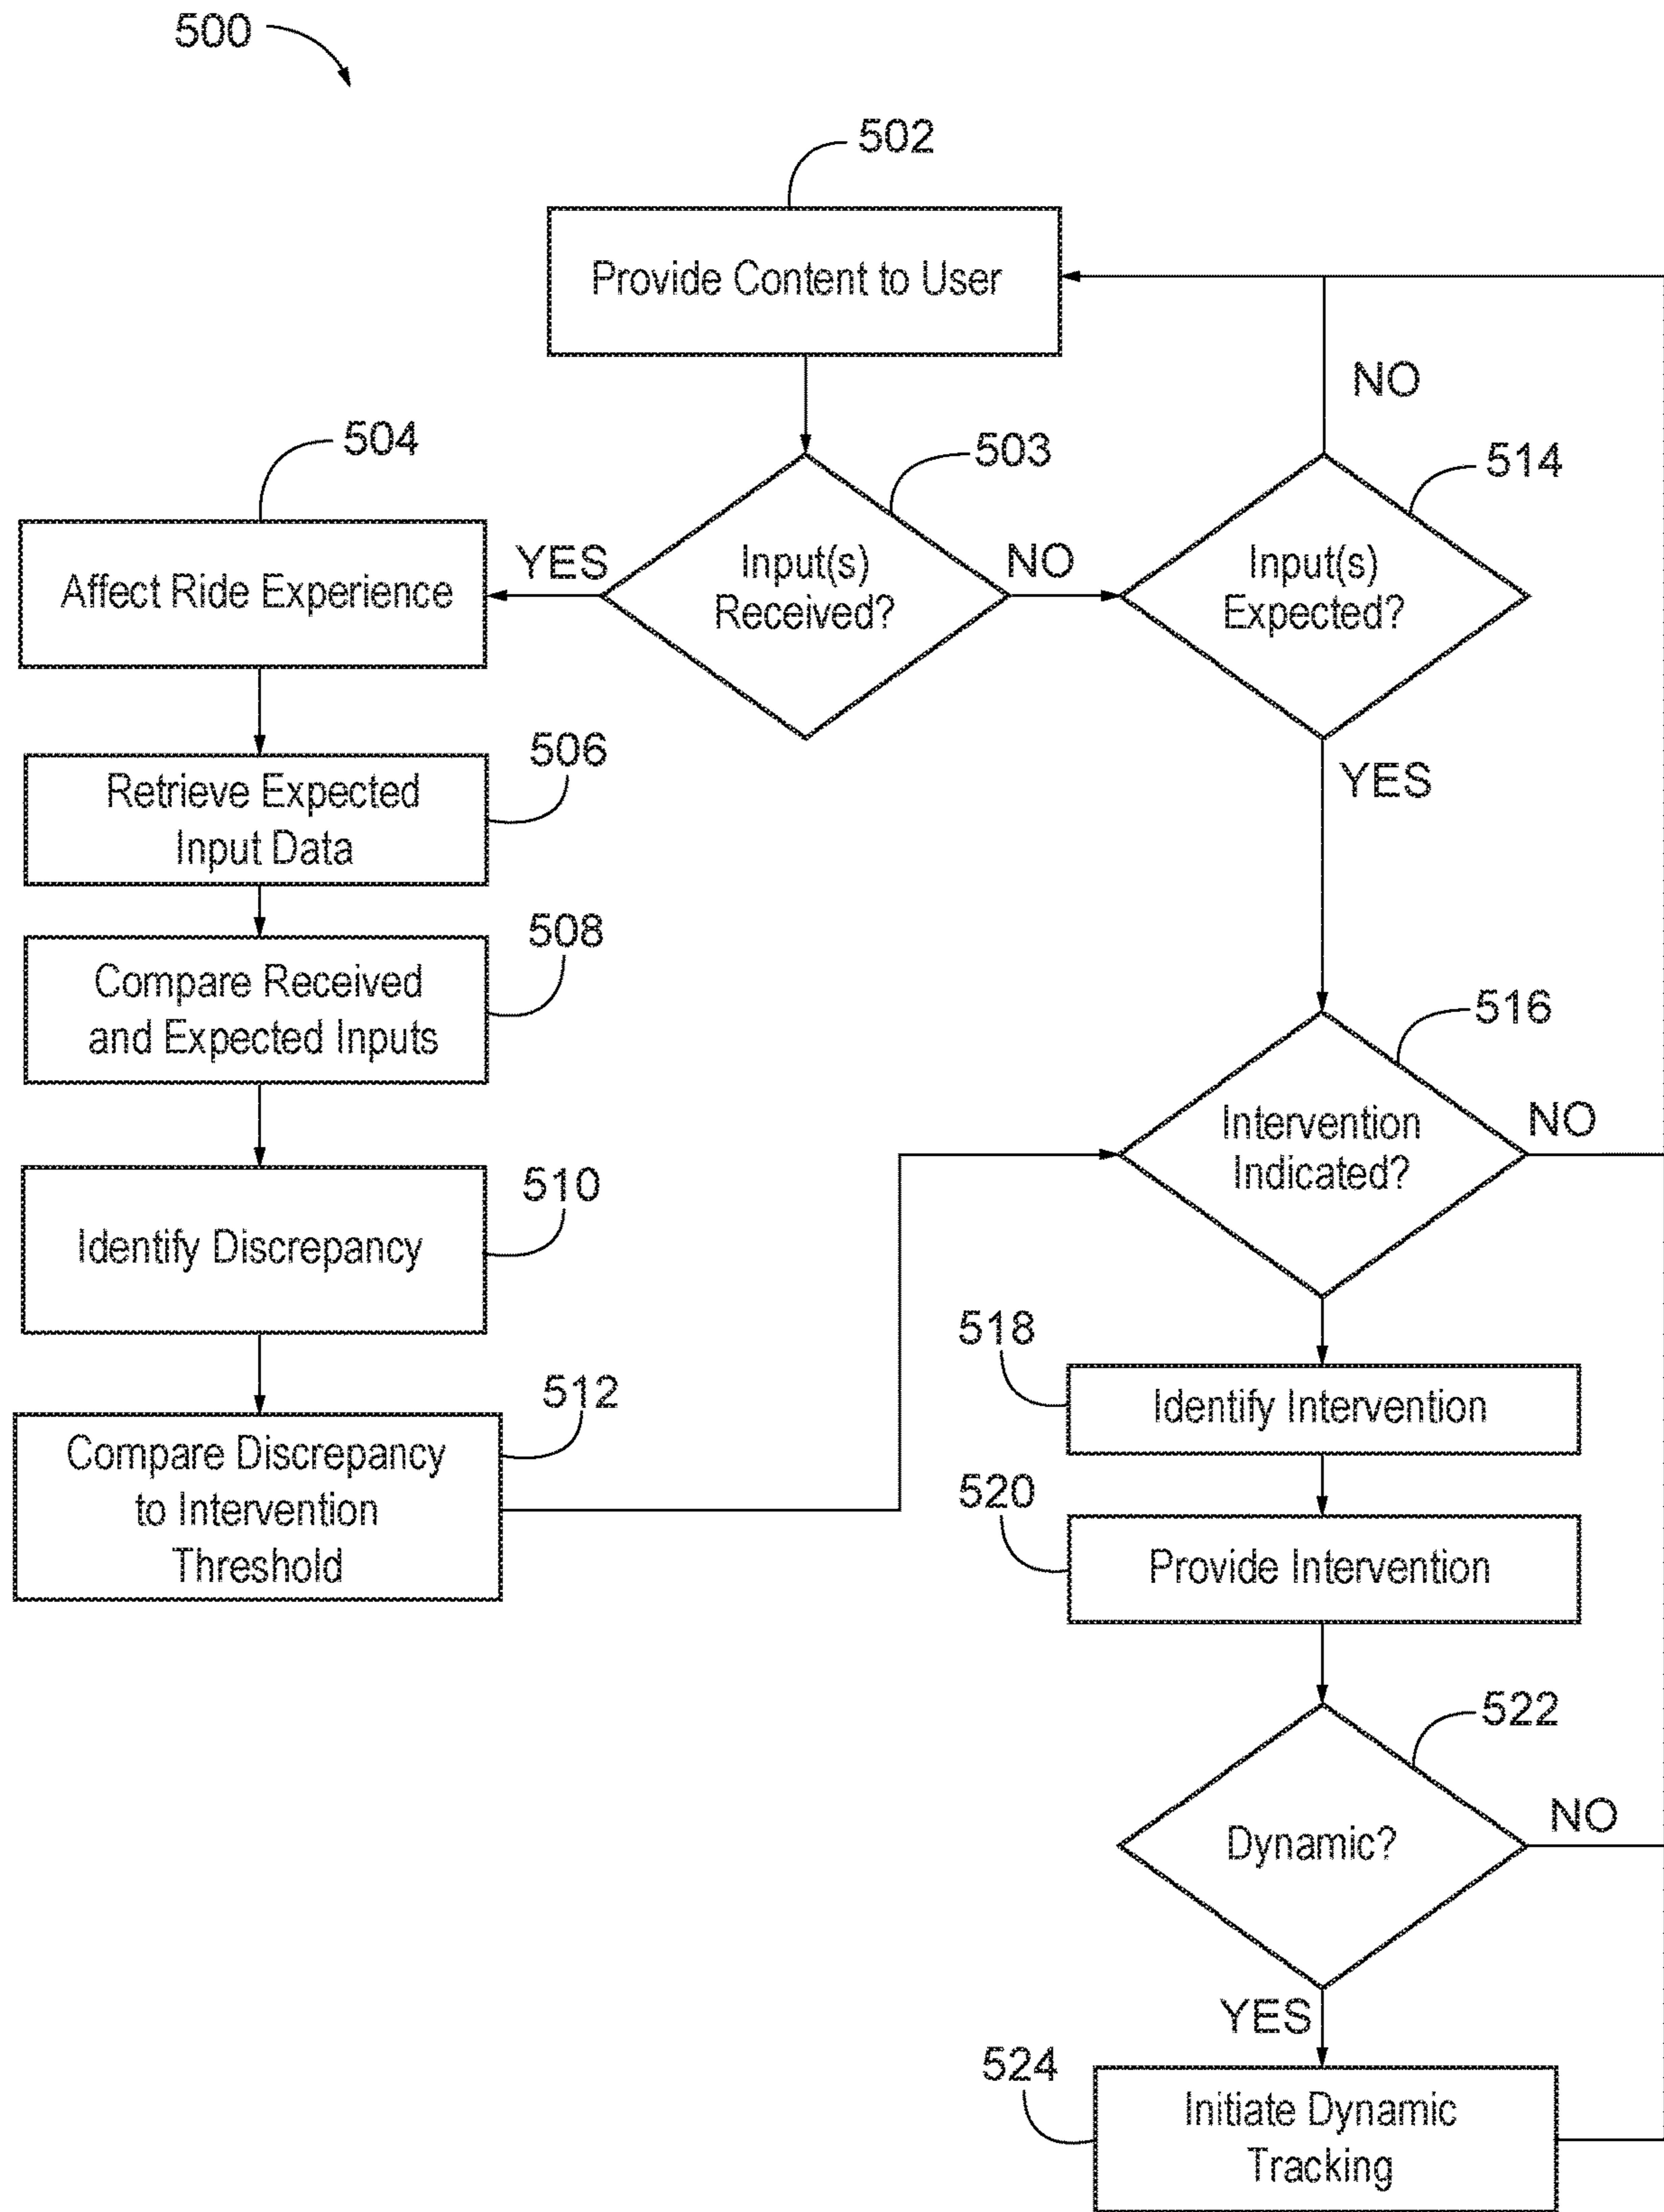 500
502
Provide Content to User
NO
504
503
514
Affect Ride Experience
YES
Input(s)
Received?
NO
Input(s)
Expected?
506
Retrieve Expected
Input Data
YES
508
Compare Received
and Expected Inputs
516
Intervention
Indicated?
NO
510
Identify Discrepancy
518
Identify Intervention
512
Compare Discrepancy
to Intervention
Threshold
520
Provide Intervention
522
Dynamic?
NO
YES
524
Initiate Dynamic
Tracking